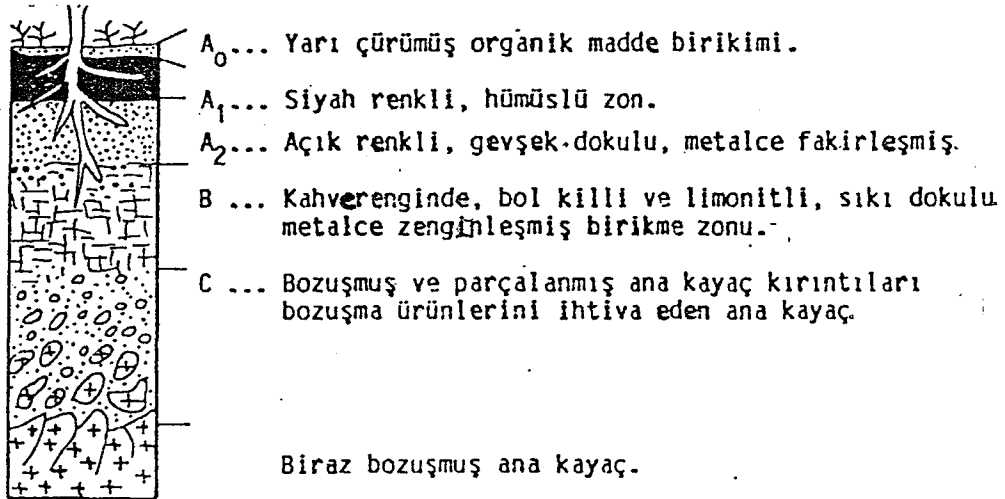 A₀... Yarı çürümüş organik madde birikimi.
A₁... Siyah renkli, hümüslü zon.
A₂... Açık renkli, gevşek dokulu, metalce fakirleşmiş.
B ... Kahverenginde, bol killi ve limonitli, sıkı dokulu
metalce zenginleşmiş birikme zonu.
C ... Bozuşmuş ve parçalanmış ana kayaç kırıntıları
bozuşma ürünlerini ihtiva eden ana kayaç.
Biraz bozuşmuş ana kayaç.